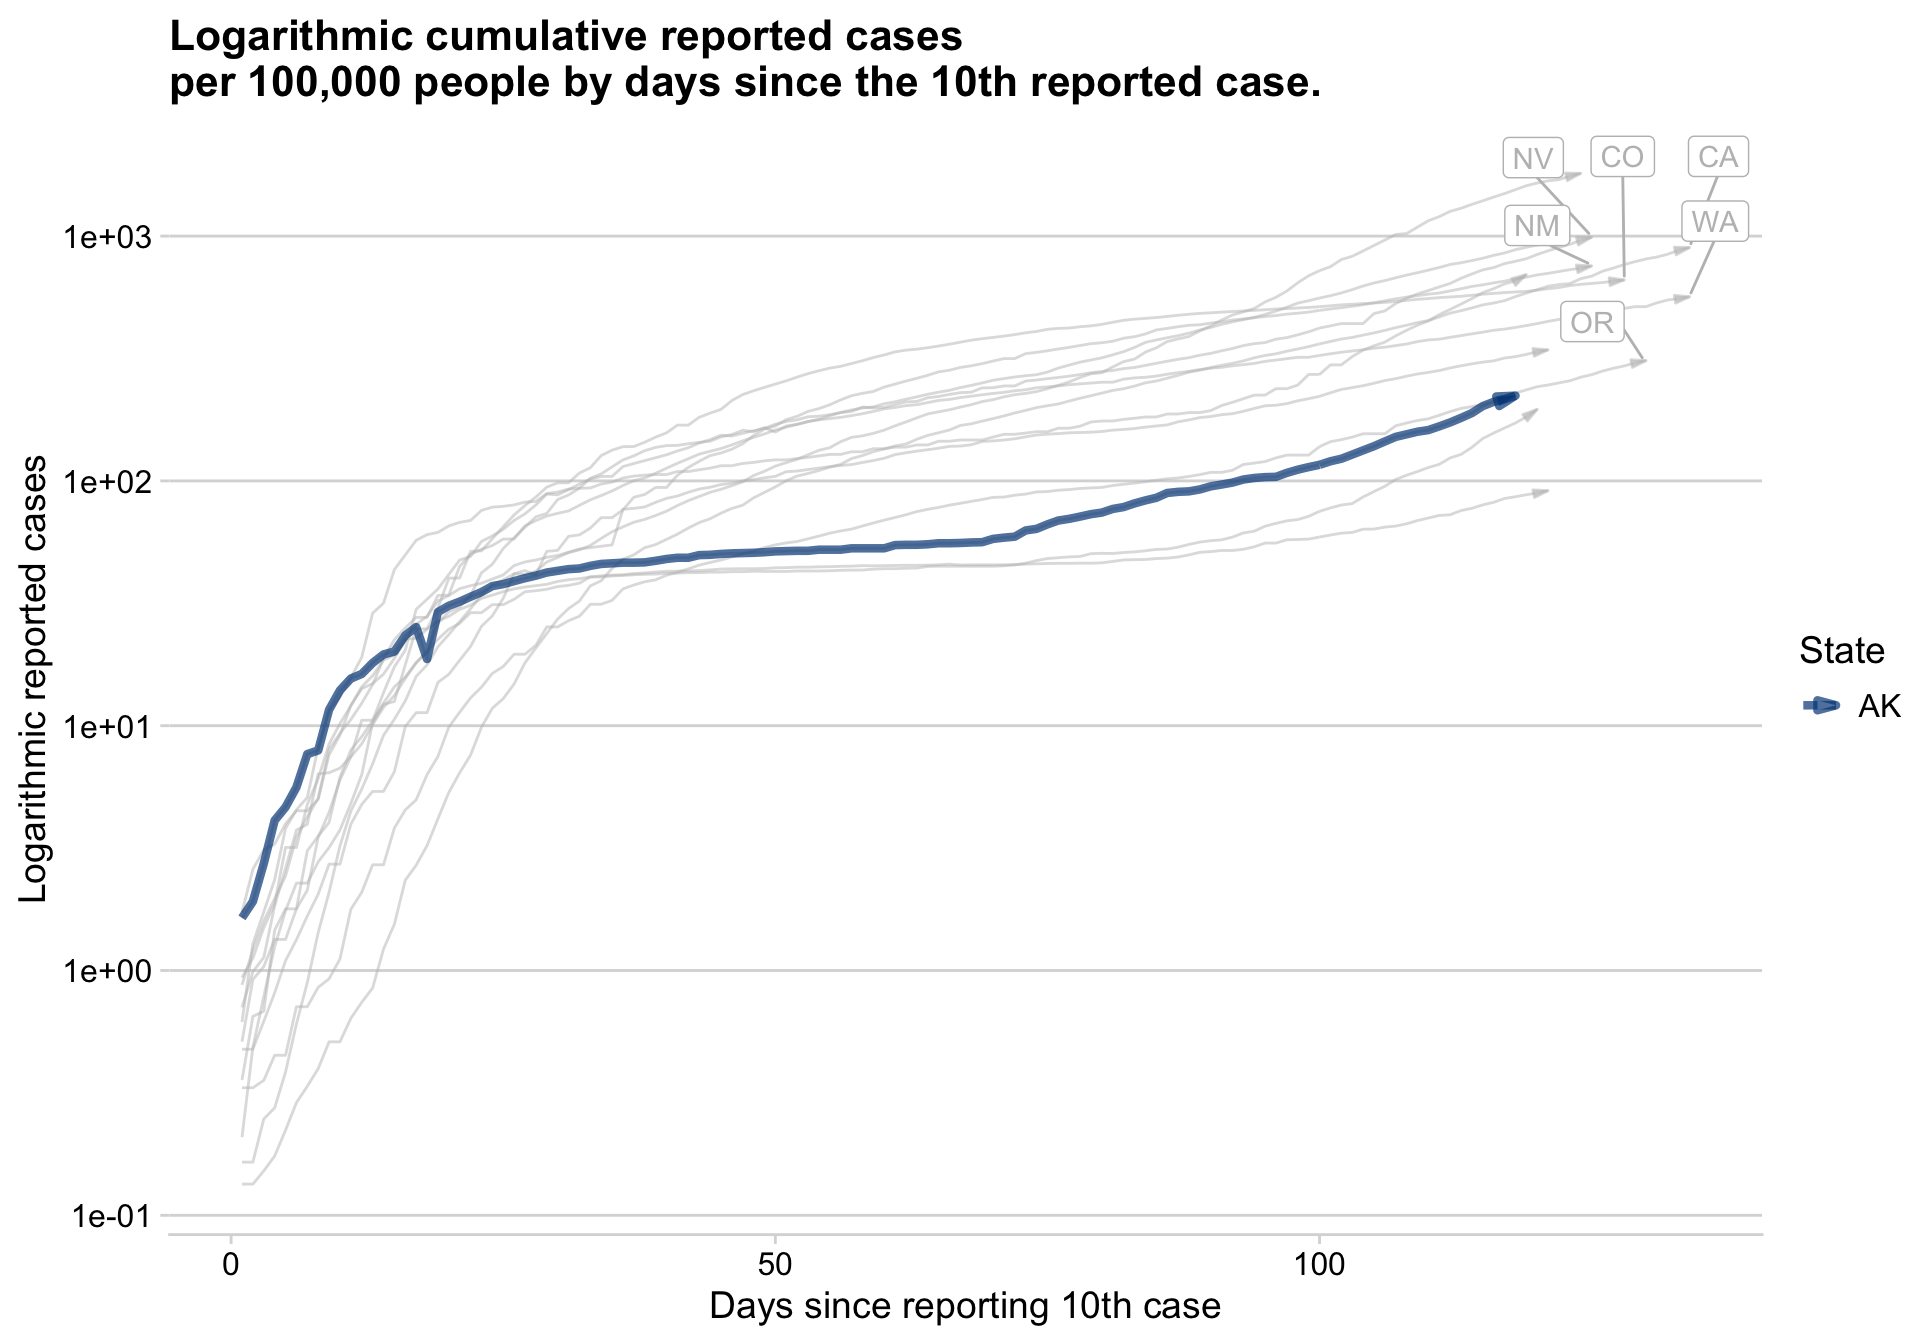 Logarithmic cumulative reported cases
per 100,000 people by days since the 10th reported case.
NV
CO
CA
NM
WA
OR
1e+03
1e+02
1e+01
1e+00
1e-01
Logarithmic reported cases
0
50
100
Days since reporting 10th case
State
AK